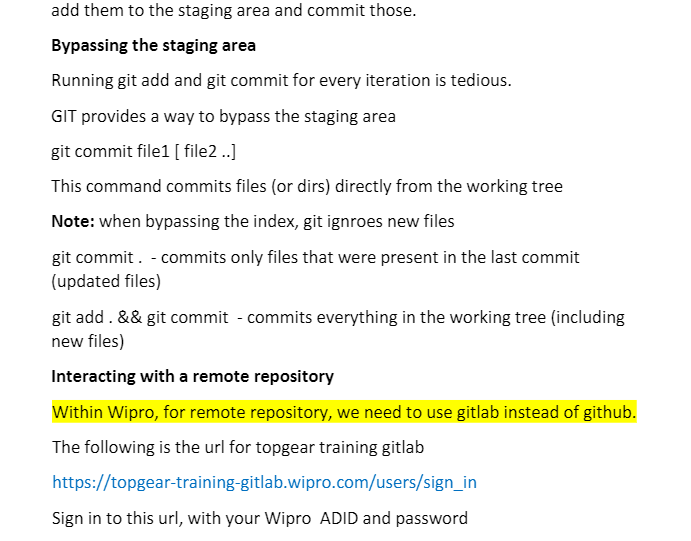 add them to the staging area and commit those.
Bypassing the staging area
Running git add and git commit for every iteration is tedious.
GIT provides a way to bypass the staging area
git commit file1 [ file2 ..]
This command commits files (or dirs) directly from the working tree
Note: when bypassing the index, git ignroes new files
git commit .  - commits only files that were present in the last commit
(updated files)
git add . && git commit  - commits everything in the working tree (including
new files)
Interacting with a remote repository
Within Wipro, for remote repository, we need to use gitlab instead of github.
The following is the url for topgear training gitlab
https://topgear-training-gitlab.wipro.com/users/sign_in
Sign in to this url, with your Wipro  ADID and password